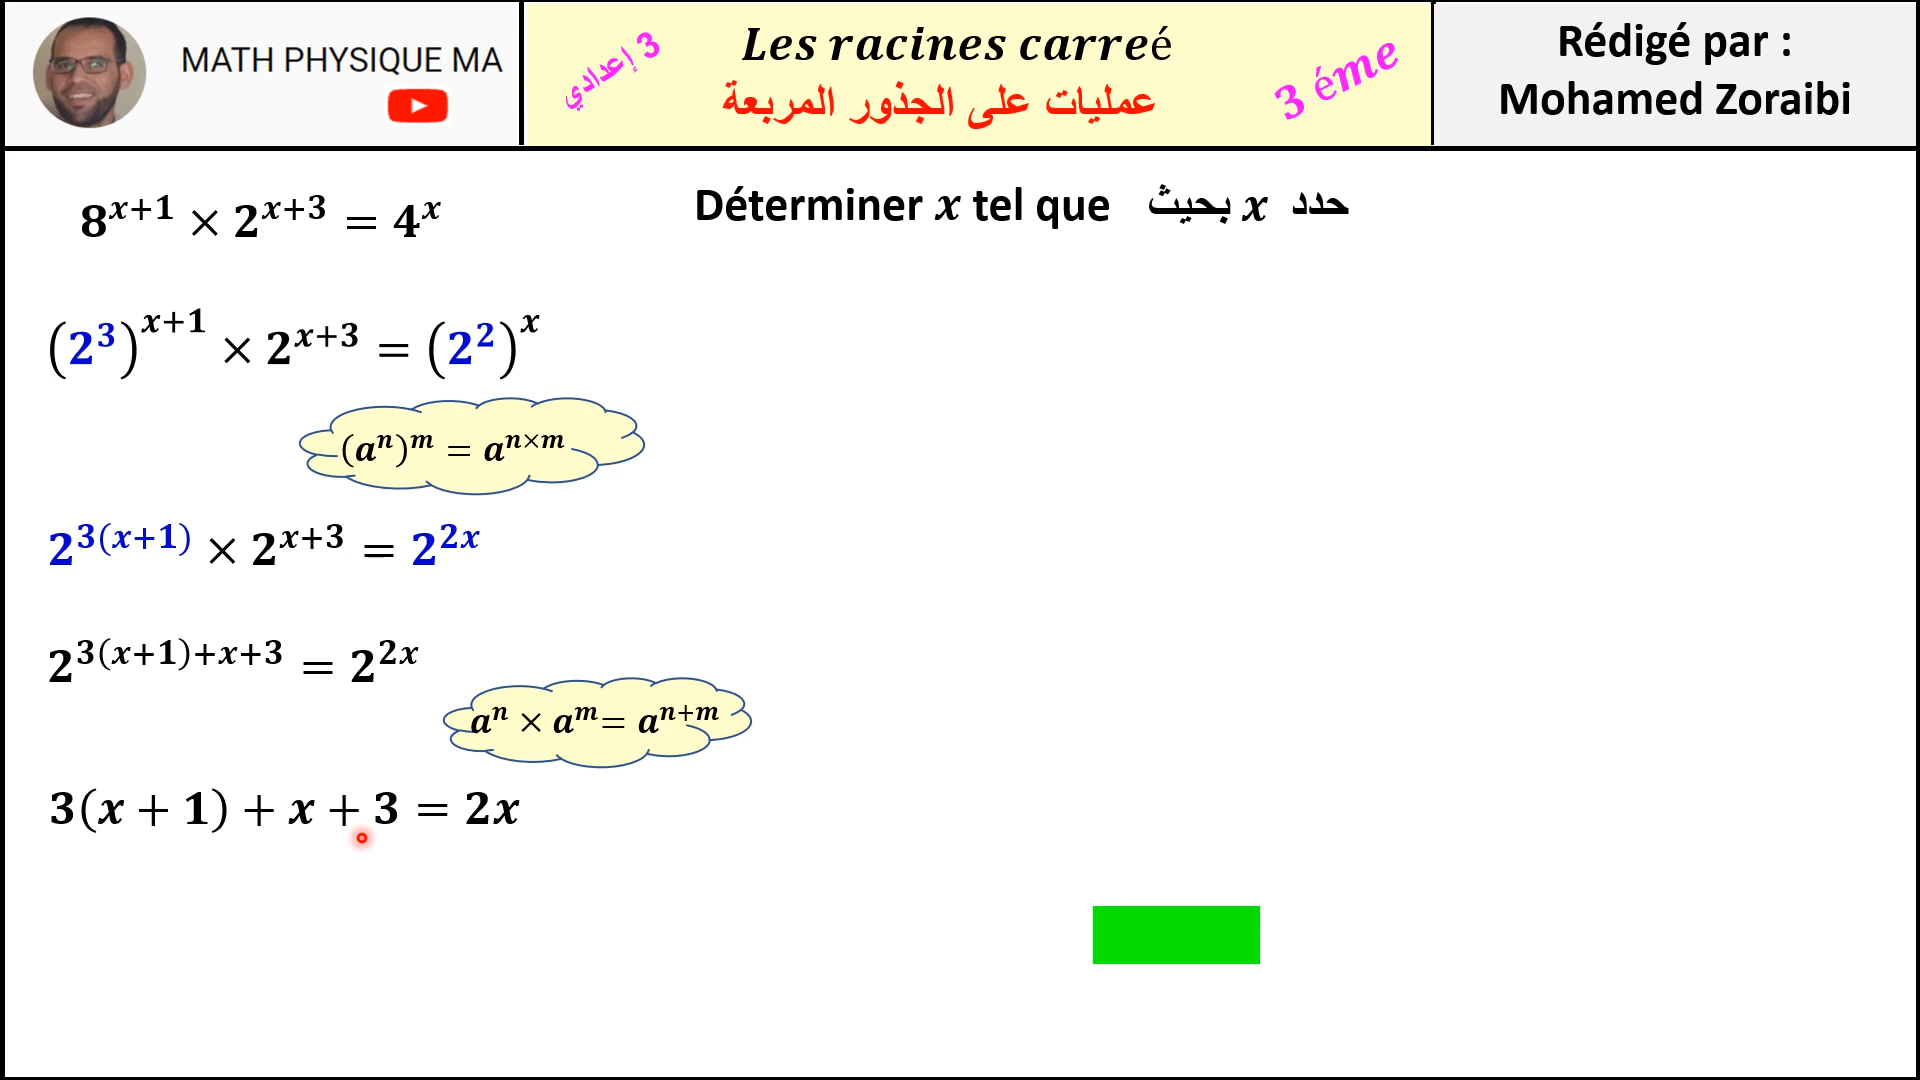 MATH PHYSIQUE MA
3 إعدادي
Les racines carreé
عمليات على الجذور المربعة
3 éme
Rédigé par :
Mohamed Zoraibi
8^{x+1} × 2^{x+3} = 4^x
Déterminer x tel que حدد x بحيث
(2^3)^{x+1} × 2^{x+3} = (2^2)^x
(a^n)^m = a^{n×m}
2^{3(x+1)} × 2^{x+3} = 2^{2x}
2^{3(x+1)+x+3} = 2^{2x}
a^n × a^m= a^{n+m}
3(x + 1) + x + 3 = 2x